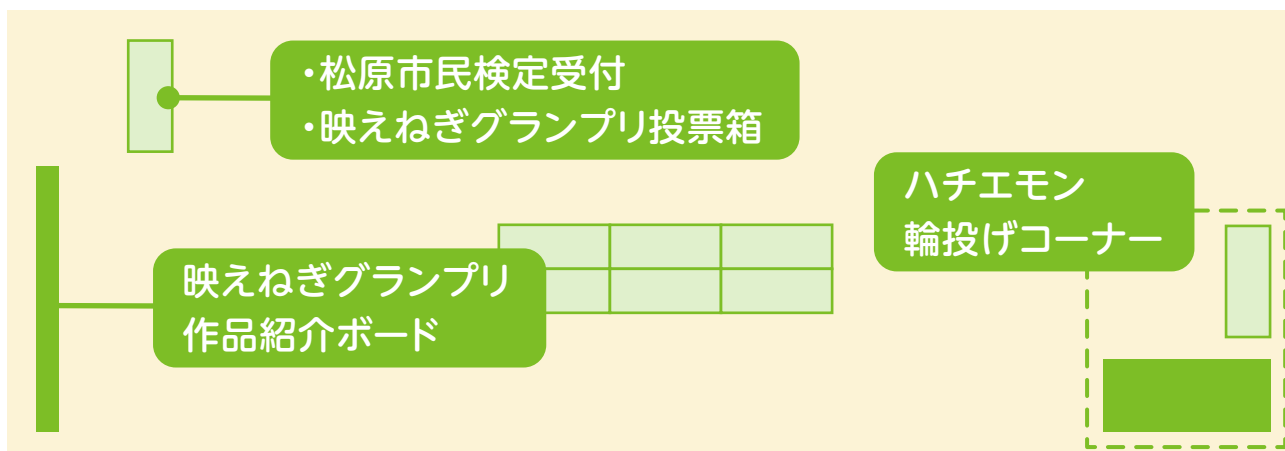 ・松原市民検定受付
・映えねぎグランプリ投票箱
ハチエモン
輪投げコーナー
映えねぎグランプリ
作品紹介ボード